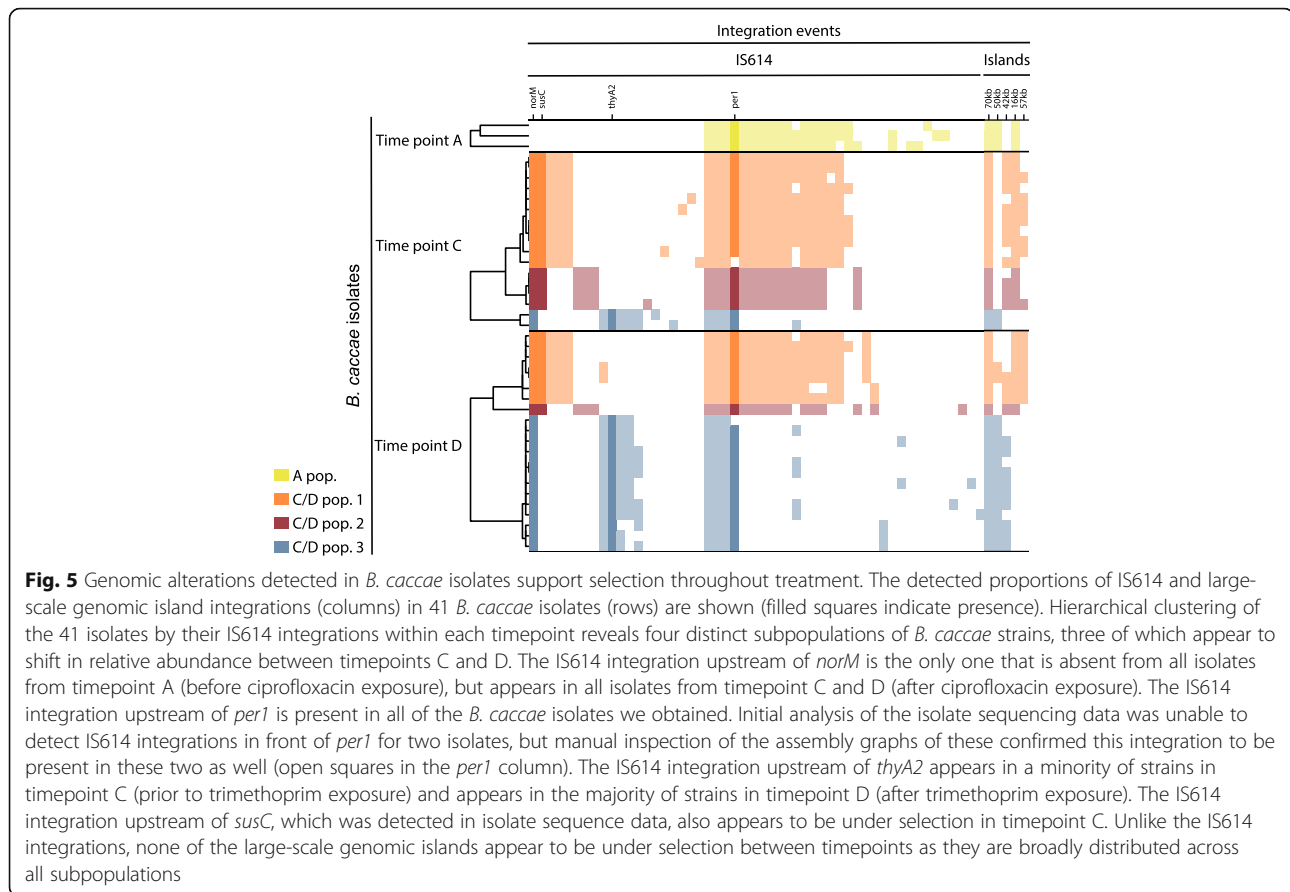 Integration events
IS614
Islands
norM
susC
thyA2
per1
70kb
50kb
42kb
16kb
57kb
Time point A
Time point C
Time point D
B. caccae isolates
A pop.
C/D pop. 1
C/D pop. 2
C/D pop. 3
Fig. 5 Genomic alterations detected in B. caccae isolates support selection throughout treatment. The detected proportions of IS614 and large-
scale genomic island integrations (columns) in 41 B. caccae isolates (rows) are shown (filled squares indicate presence). Hierarchical clustering of
the 41 isolates by their IS614 integrations within each timepoint reveals four distinct subpopulations of B. caccae strains, three of which appear to
shift in relative abundance between timepoints C and D. The IS614 integration upstream of norM is the only one that is absent from all isolates
from timepoint A (before ciprofloxacin exposure), but appears in all isolates from timepoint C and D (after ciprofloxacin exposure). The IS614
integration upstream of per1 is present in all of the B. caccae isolates we obtained. Initial analysis of the isolate sequencing data was unable to
detect IS614 integrations in front of per1 for two isolates, but manual inspection of the assembly graphs of these confirmed this integration to be
present in these two as well (open squares in the per1 column). The IS614 integration upstream of thyA2 appears in a minority of strains in
timepoint C (prior to trimethoprim exposure) and appears in the majority of strains in timepoint D (after trimethoprim exposure). The IS614
integration upstream of susC, which was detected in isolate sequence data, also appears to be under selection in timepoint C. Unlike the IS614
integrations, none of the large-scale genomic islands appear to be under selection between timepoints as they are broadly distributed across
all subpopulations